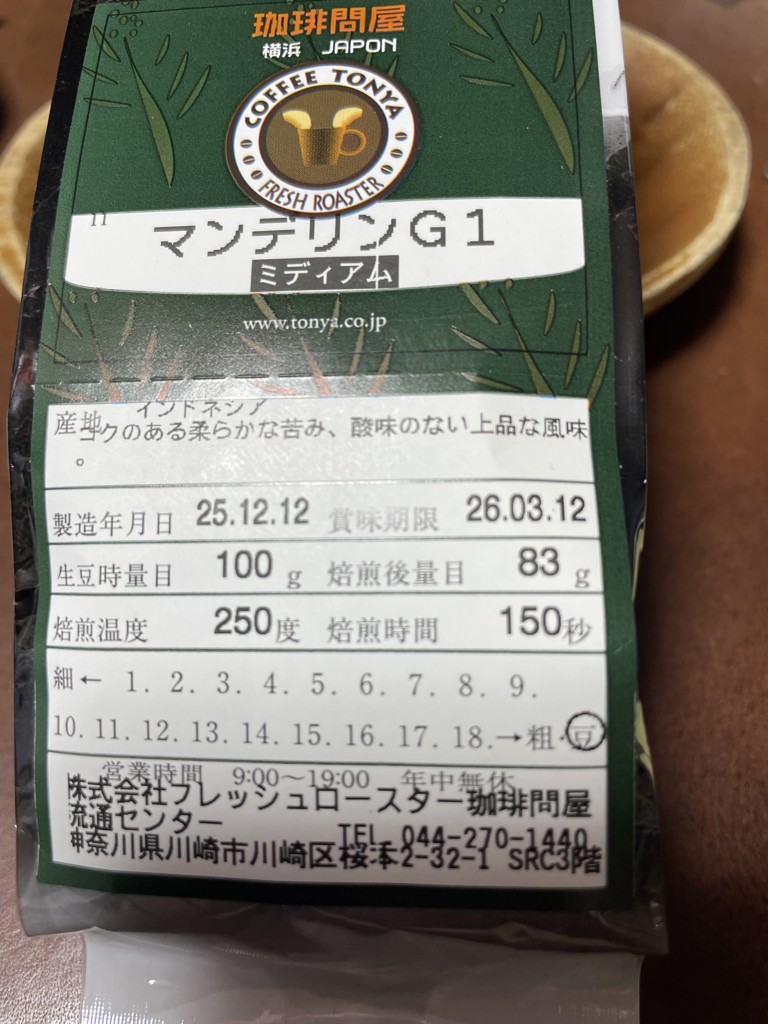 珈琲問屋
横浜 JAPON
COFFEE TONYA
FRESH ROASTER
マンデリンG1
ミディアム
www.tonya.co.jp
産地 インドネシア
コクのある柔らかな苦み、酸味のない上品な風味
。
製造年月日 25.12.12 賞味期限 26.03.12
生豆時量目 100g 焙煎後量目 83g
焙煎温度 250度 焙煎時間 150秒
細← 1. 2. 3. 4. 5. 6. 7. 8. 9.
10. 11. 12. 13. 14. 15. 16. 17. 18.→粗・豆
営業時間 9:00〜19:00 年中無休
株式会社フレッシュロースター珈琲問屋
流通センター
TEL 044-270-1440
神奈川県川崎市川崎区桜本2-32-1 SRC3階